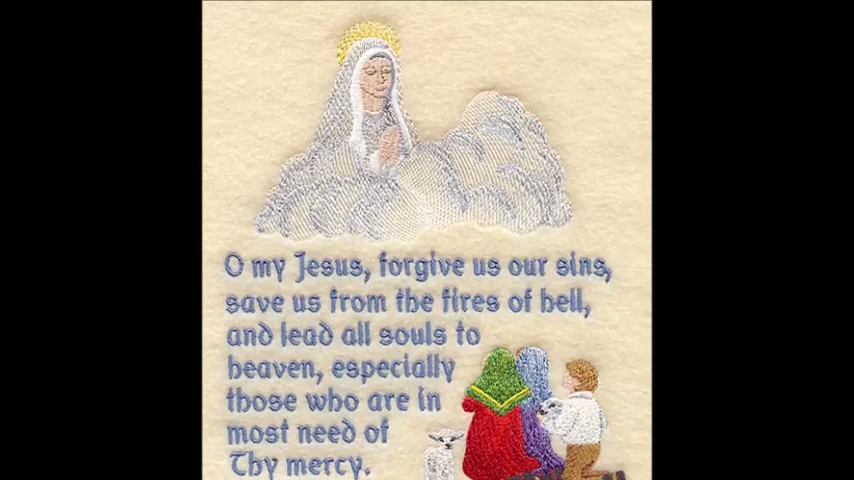 O my Jesus, forgive us our sins,
save us from the fires of hell,
and lead all souls to
heaven, especially
those who are in
most need of
Thy mercy.